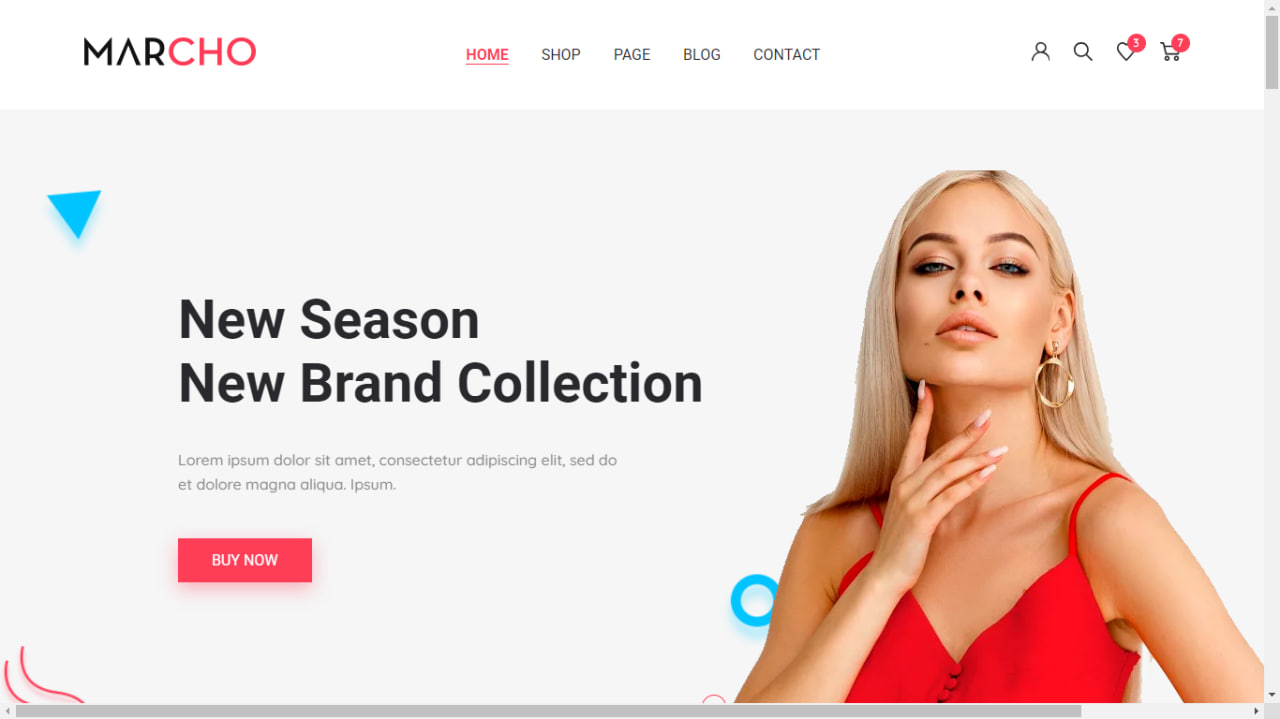 MARCHO
HOME SHOP PAGE BLOG CONTACT 3 7
New Season
New Brand Collection
Lorem ipsum dolor sit amet, consectetur adipiscing elit, sed do
et dolore magna aliqua. Ipsum.
BUY NOW